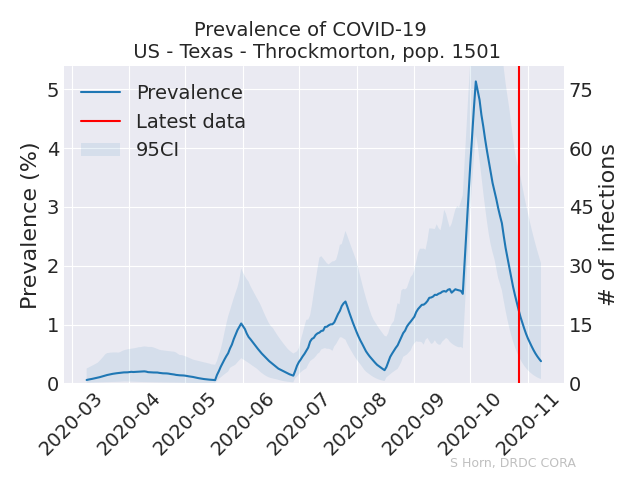 Prevalence of COVID-19
US - Texas - Throckmorton, pop. 1501
Prevalence
Latest data
95CI
Prevalence (%)
5
4
3
2
1
0
# of infections
75
60
45
30
15
0
2020-03
2020-04
2020-05
2020-06
2020-07
2020-08
2020-09
2020-10
2020-11
S Horn, DRDC CORA